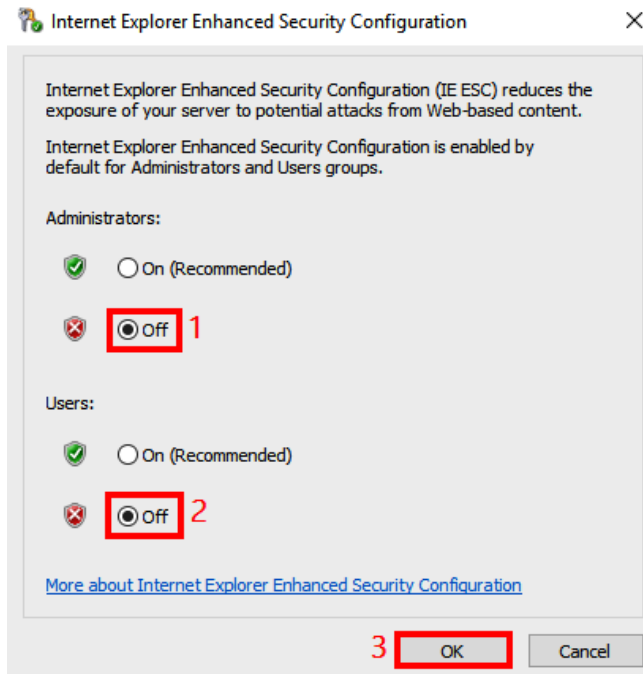 Internet Explorer Enhanced Security Configuration
Internet Explorer Enhanced Security Configuration (IE ESC) reduces the
exposure of your server to potential attacks from Web-based content.
Internet Explorer Enhanced Security Configuration is enabled by
default for Administrators and Users groups.
Administrators:
On (Recommended)
Off 1
Users:
On (Recommended)
Off 2
More about Internet Explorer Enhanced Security Configuration
3 OK Cancel